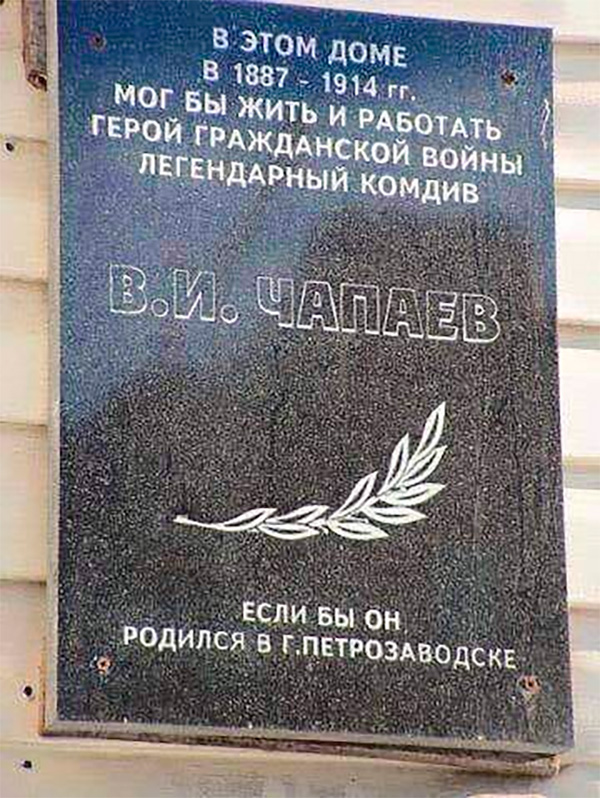 В ЭТОМ ДОМЕ
В 1887 - 1914 гг.
МОГ БЫ ЖИТЬ И РАБОТАТЬ
ГЕРОЙ ГРАЖДАНСКОЙ ВОЙНЫ
ЛЕГЕНДАРНЫЙ КОМДИВ
В.И. ЧАПАЕВ
ЕСЛИ БЫ ОН
РОДИЛСЯ В Г.ПЕТРОЗАВОДСКЕ